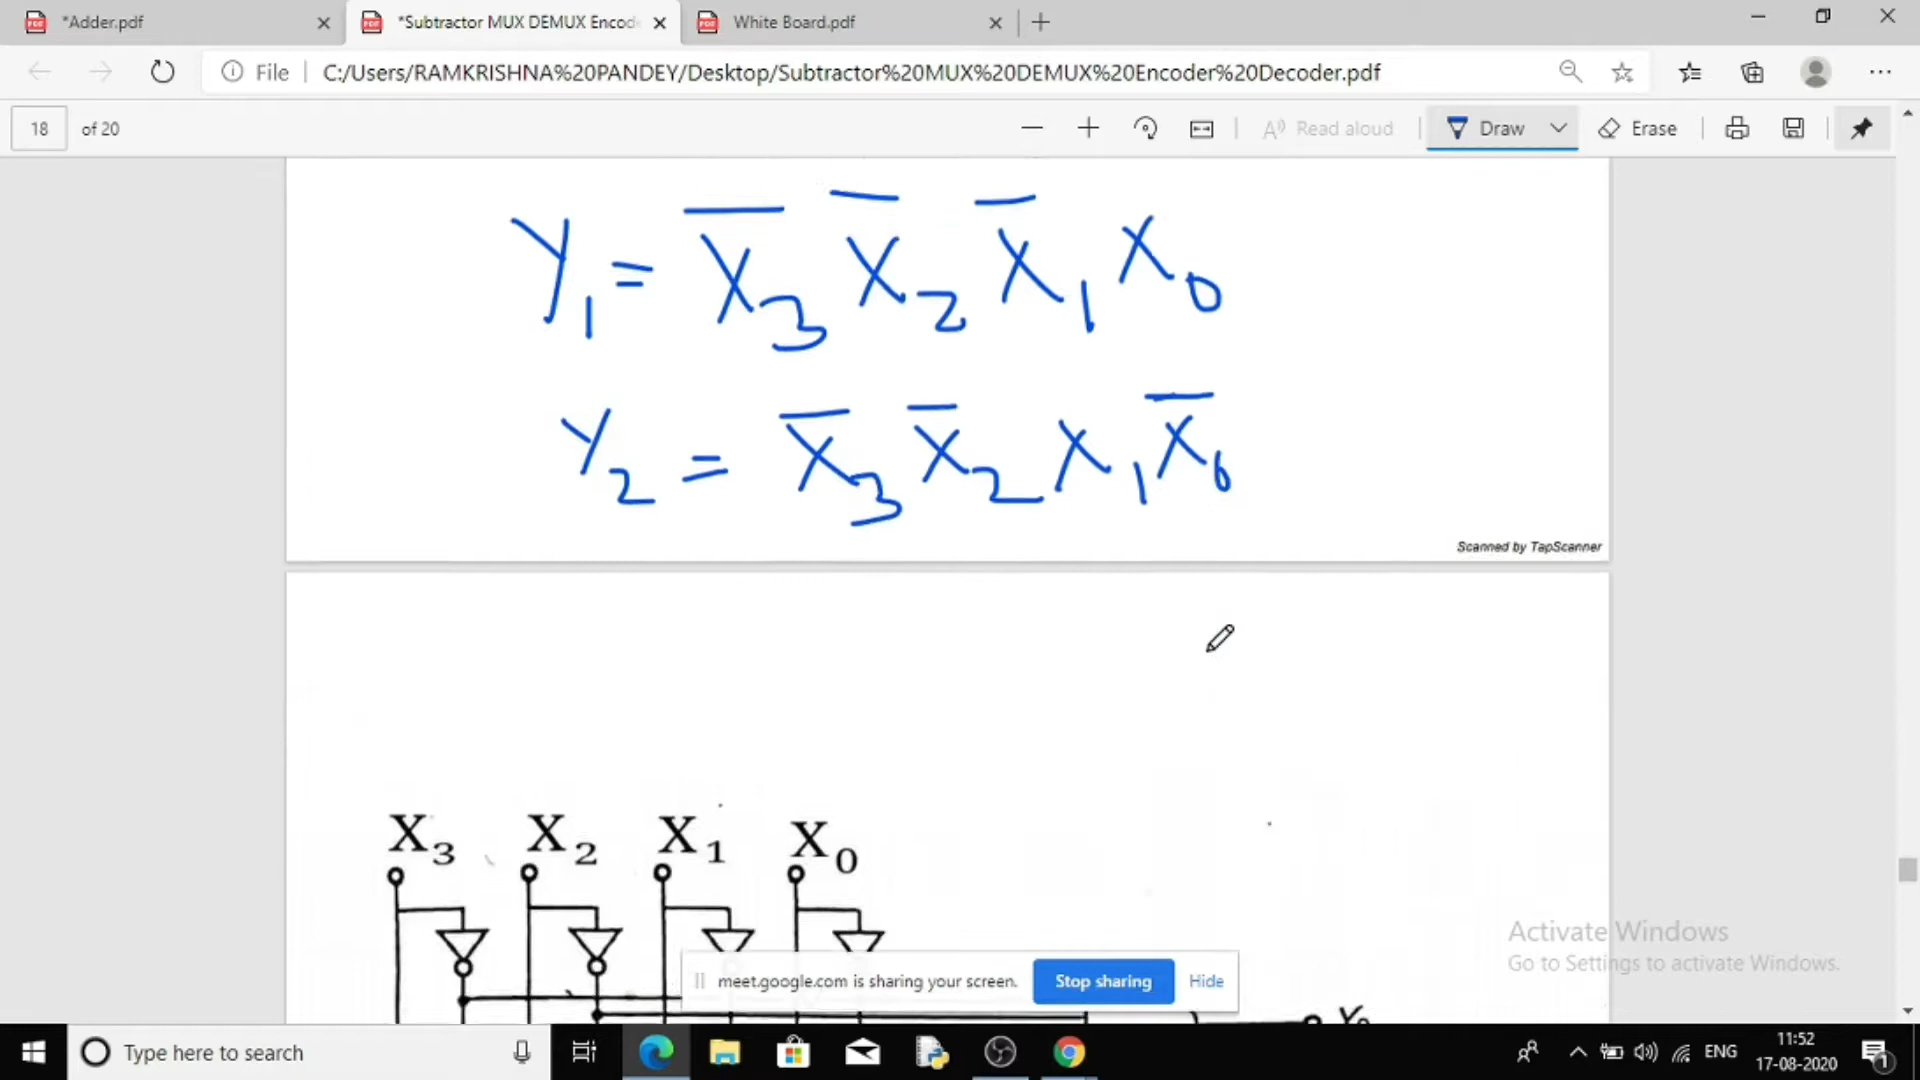 *Adder.pdf
*Subtractor MUX DEMUX Encod
White Board.pdf
File
C:/Users/RAMKRISHNA%20PANDEY/Desktop/Subtractor%20MUX%20DEMUX%20Encoder%20Decoder.pdf
18 of 20
Read aloud
Draw
Erase
Y₁ = X̅₃ X̅₂ X̅₁ X₀
Y₂ = X̅₃ X̅₂ X₁ X̅₀
Scanned by TapScanner
X₃ X₂ X₁ X₀
Activate Windows
Go to Settings to activate Windows.
meet.google.com is sharing your screen.
Stop sharing
Hide
Type here to search
ENG
11:52
17-08-2020
1